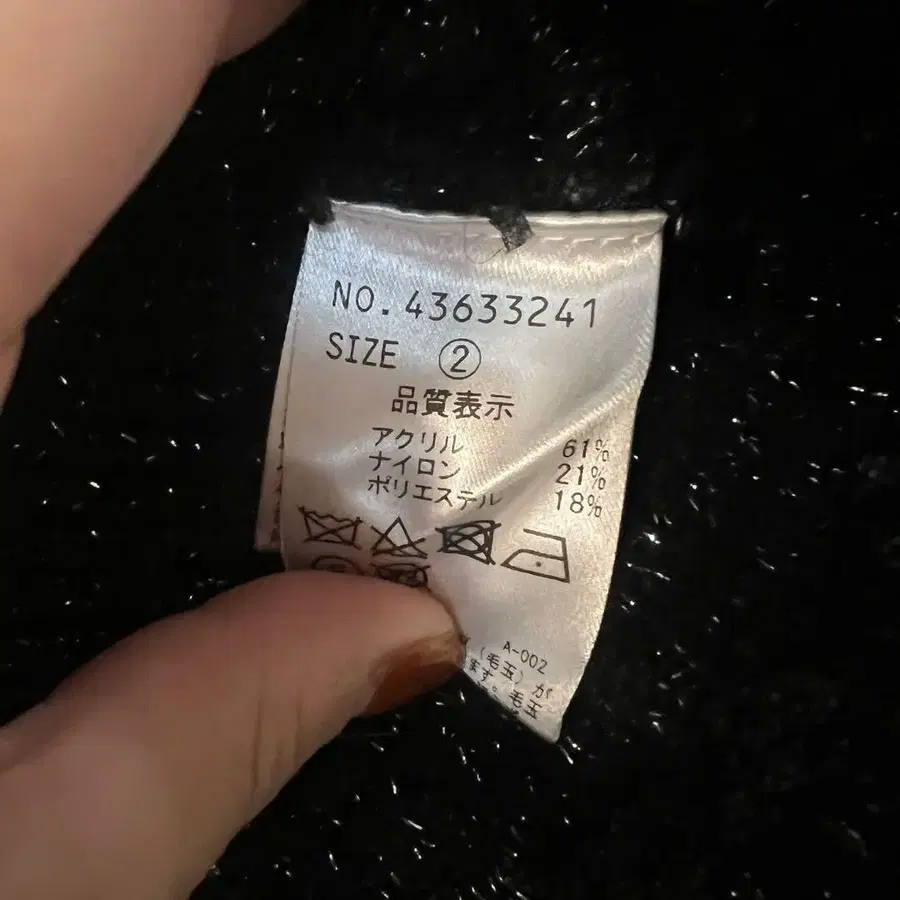 NO.43633241
SIZE ②
品質表示
アクリル 61%
ナイロン 21%
ポリエステル 18%
A-002
(毛玉)が
ます。毛玉